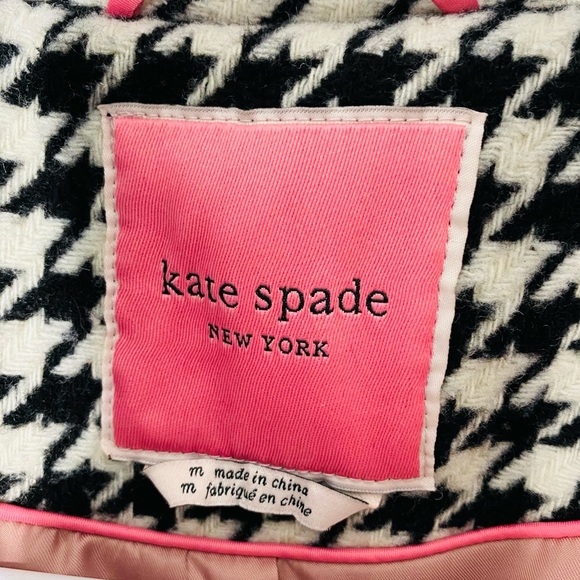 kate spade
NEW YORK
m made in china
m fabriqué en chine